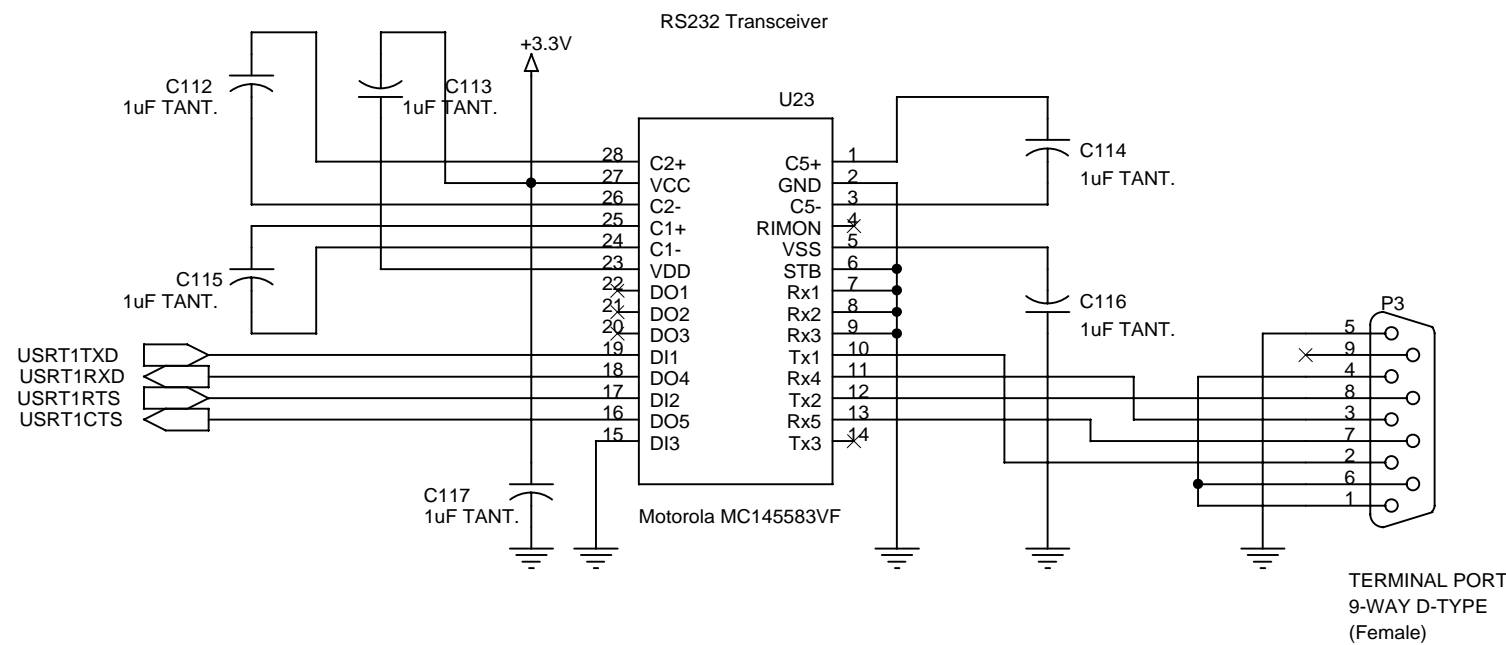 RS232 Transceiver
+3.3V
C112
1uF TANT.
C113
1uF TANT.
U23
C114
1uF TANT.
28 C2+
27 VCC
26 C2-
25 C1+
24 C1-
23 VDD
22 DO1
21 DO2
20 DO3
19 DI1
18 DO4
17 DI2
16 DO5
15 DI3
C5+ 1
GND 2
C5- 3
RIMON 4
VSS 5
STB 6
Rx1 7
Rx2 8
Rx3 9
Tx1 10
Rx4 11
Tx2 12
Rx5 13
Tx3 14
C115
1uF TANT.
C116
1uF TANT.
USRT1TXD
USRT1RXD
USRT1RTS
USRT1CTS
C117
1uF TANT.
Motorola MC145583VF
P3
5
9
4
8
3
7
2
6
1
TERMINAL PORT
9-WAY D-TYPE
(Female)